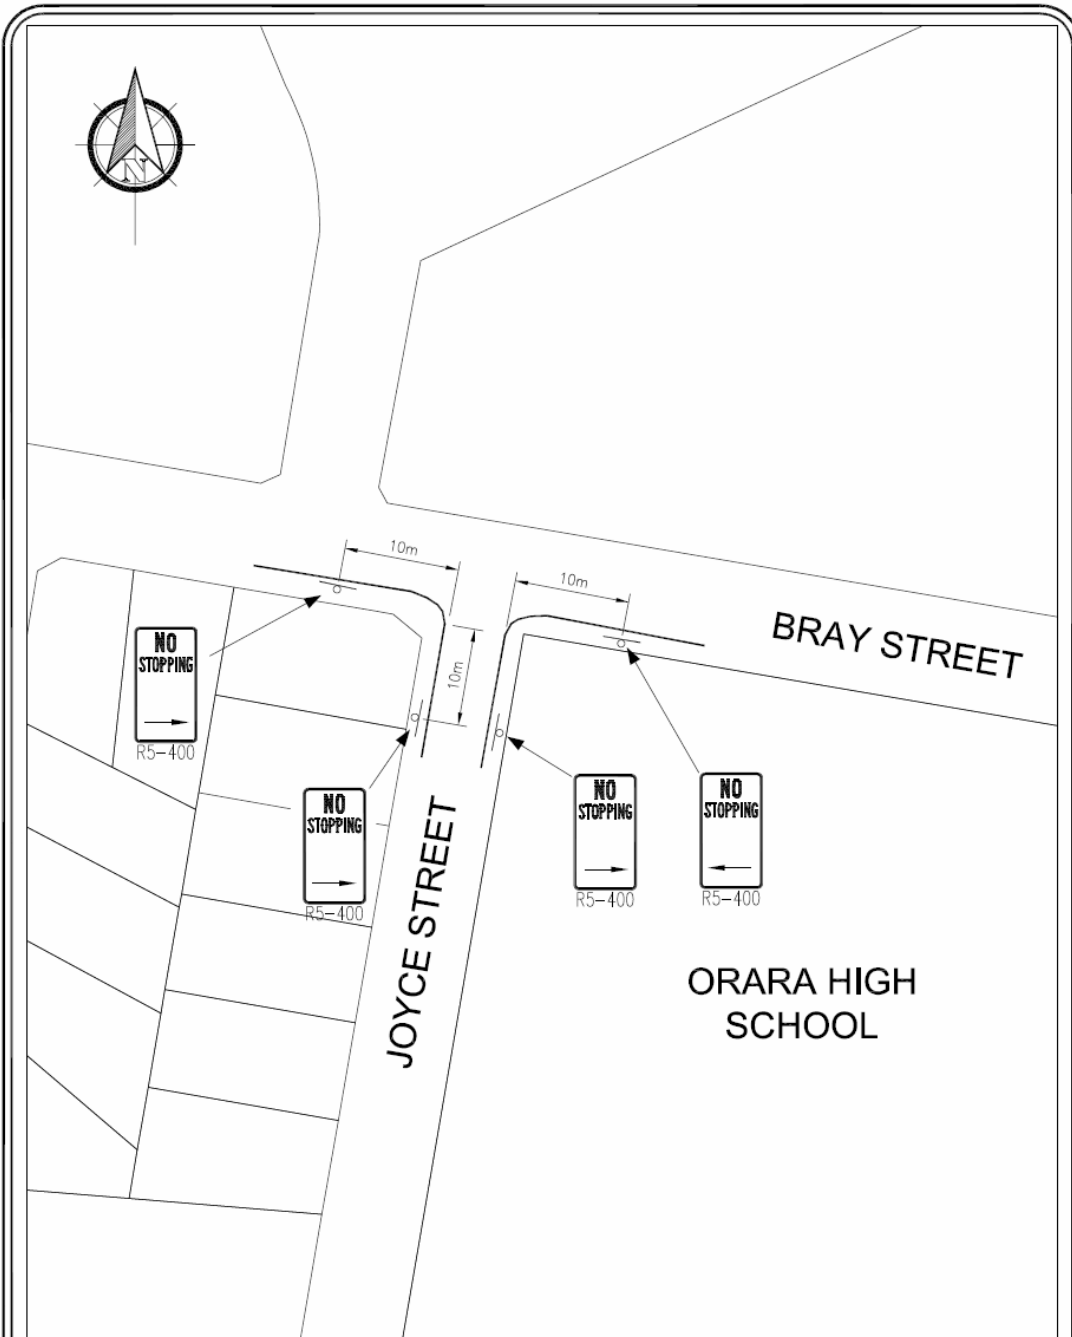 N
10m
10m
BRAY STREET
10m
NO
STOPPING
R5-400
NO
STOPPING
R5-400
NO
STOPPING
R5-400
NO
STOPPING
R5-400
JOYCE STREET
ORARA HIGH
SCHOOL